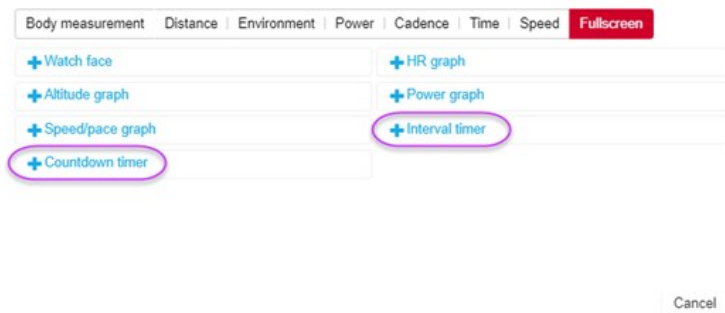 Body measurement Distance Environment Power Cadence Time Speed Fullscreen
+Watch face +HR graph
+Altitude graph +Power graph
+Speed/pace graph +Interval timer
+Countdown timer
Cancel